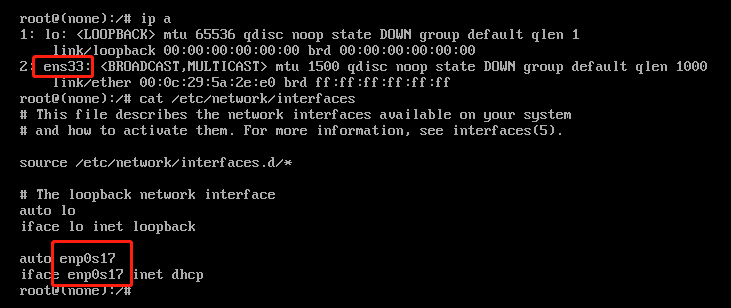 root@(none):/# ip a
1: lo: <LOOPBACK> mtu 65536 qdisc noop state DOWN group default qlen 1
link/loopback 00:00:00:00:00:00 brd 00:00:00:00:00:00
2: ens33: <BROADCAST,MULTICAST> mtu 1500 qdisc noop state DOWN group default qlen 1000
link/ether 00:0c:29:5a:2e:e0 brd ff:ff:ff:ff:ff:ff
root@(none):/# cat /etc/network/interfaces
# This file describes the network interfaces available on your system
# and how to activate them. For more information, see interfaces(5).
source /etc/network/interfaces.d/*
# The loopback network interface
auto lo
iface lo inet loopback
auto enp0s17
iface enp0s17 inet dhcp
root@(none):/#